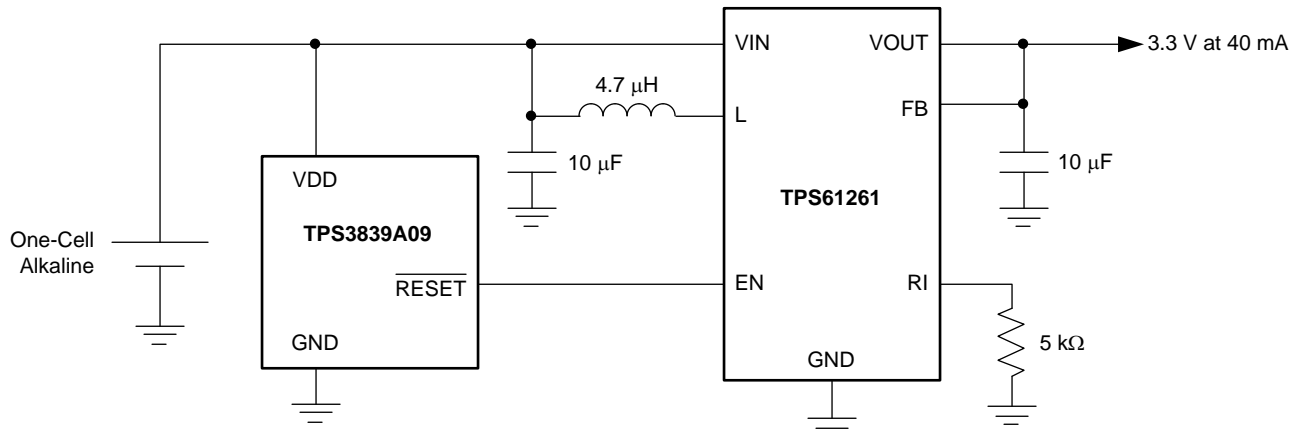 VIN
VOUT
3.3 V at 40 mA
4.7 μH
L
FB
10 μF
10 μF
VDD
TPS3839A09
TPS61261
One-Cell
Alkaline
RESET
EN
RI
GND
GND
5 kΩ